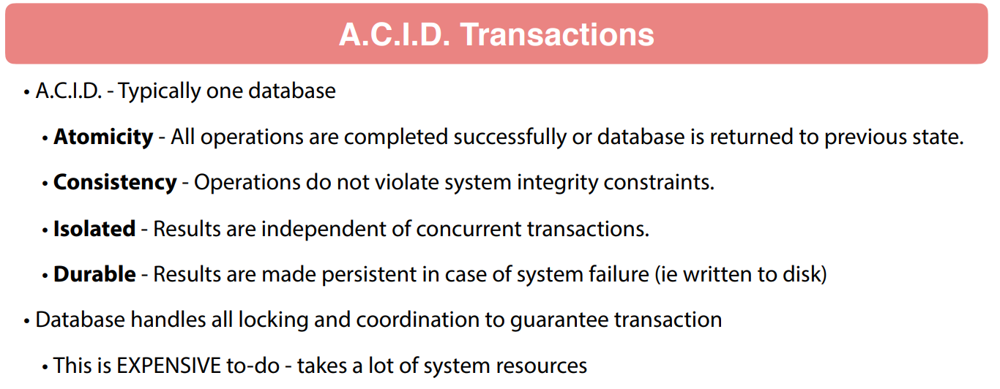 A.C.I.D. Transactions
• A.C.I.D. - Typically one database
• Atomicity - All operations are completed successfully or database is returned to previous state.
• Consistency - Operations do not violate system integrity constraints.
• Isolated - Results are independent of concurrent transactions.
• Durable - Results are made persistent in case of system failure (ie written to disk)
• Database handles all locking and coordination to guarantee transaction
• This is EXPENSIVE to-do - takes a lot of system resources